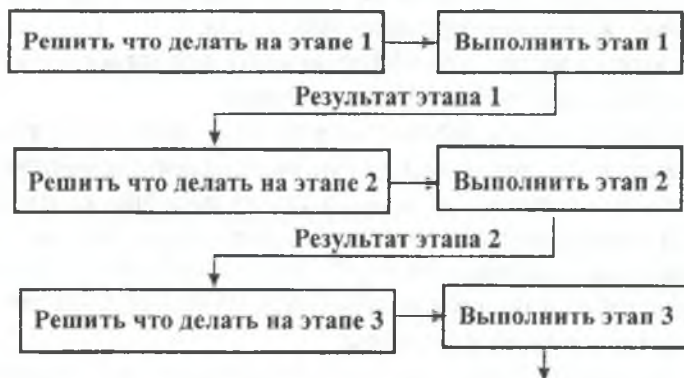 Решить что делать на этапе 1
Выполнить этап 1
Результат этапа 1
Решить что делать на этапе 2
Выполнить этап 2
Результат этапа 2
Решить что делать на этапе 3
Выполнить этап 3